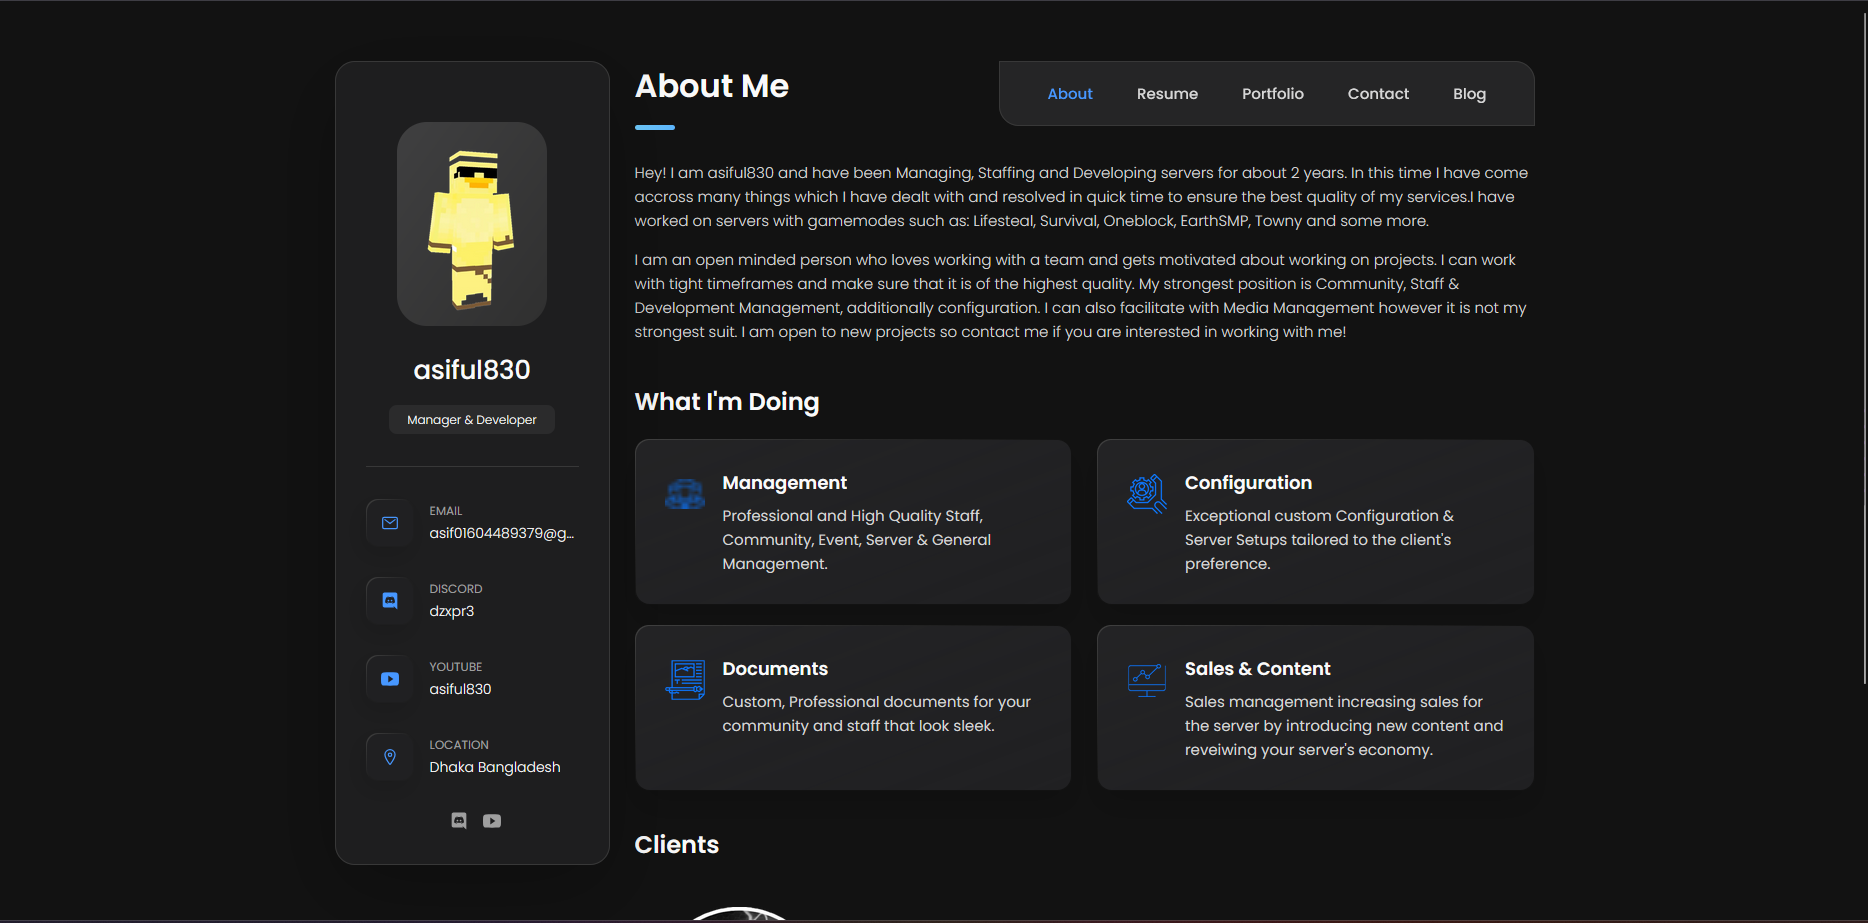 asiful830
Manager & Developer
EMAIL
asif01604489379@g...
DISCORD
dzxpr3
YOUTUBE
asiful830
LOCATION
Dhaka Bangladesh
About Me
About
Resume
Portfolio
Contact
Blog
Hey! I am asiful830 and have been Managing, Staffing and Developing servers for about 2 years. In this time I have come
accross many things which I have dealt with and resolved in quick time to ensure the best quality of my services.I have
worked on servers with gamemodes such as: Lifesteal, Survival, Oneblock, EarthSMP, Towny and some more.
I am an open minded person who loves working with a team and gets motivated about working on projects. I can work
with tight timeframes and make sure that it is of the highest quality. My strongest position is Community, Staff &
Development Management, additionally configuration. I can also facilitate with Media Management however it is not my
strongest suit. I am open to new projects so contact me if you are interested in working with me!
What I'm Doing
Management
Professional and High Quality Staff,
Community, Event, Server & General
Management.
Configuration
Exceptional custom Configuration &
Server Setups tailored to the client's
preference.
Documents
Custom, Professional documents for your
community and staff that look sleek.
Sales & Content
Sales management increasing sales for
the server by introducing new content and
reveiwing your server's economy.
Clients